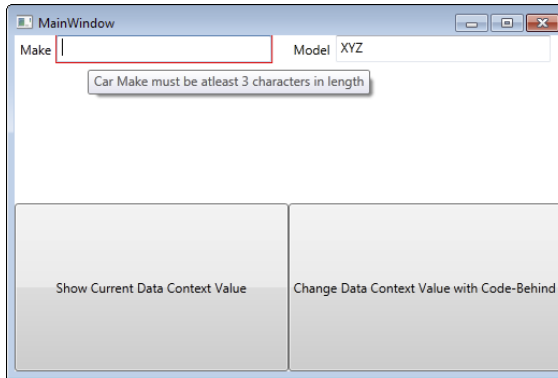 MainWindow
Make Model XYZ
Car Make must be atleast 3 characters in length
Show Current Data Context Value Change Data Context Value with Code-Behind